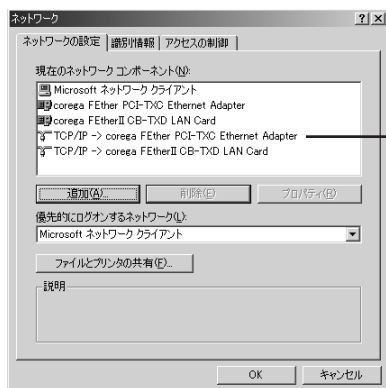 ネットワーク
ネットワークの設定 識別情報 アクセスの制御
現在のネットワーク コンポーネント(N):
Microsoft ネットワーク クライアント
corega FEther PCI-TXC Ethernet Adapter
corega FEtherII CB-TXD LAN Card
TCP/IP -> corega FEther PCI-TXC Ethernet Adapter
TCP/IP -> corega FEtherII CB-TXD LAN Card
追加(A)... 削除(E) プロパティ(R)
優先的にログオンするネットワーク(L):
Microsoft ネットワーク クライアント
ファイルとプリンタの共有(F)...
説明
OK キャンセル